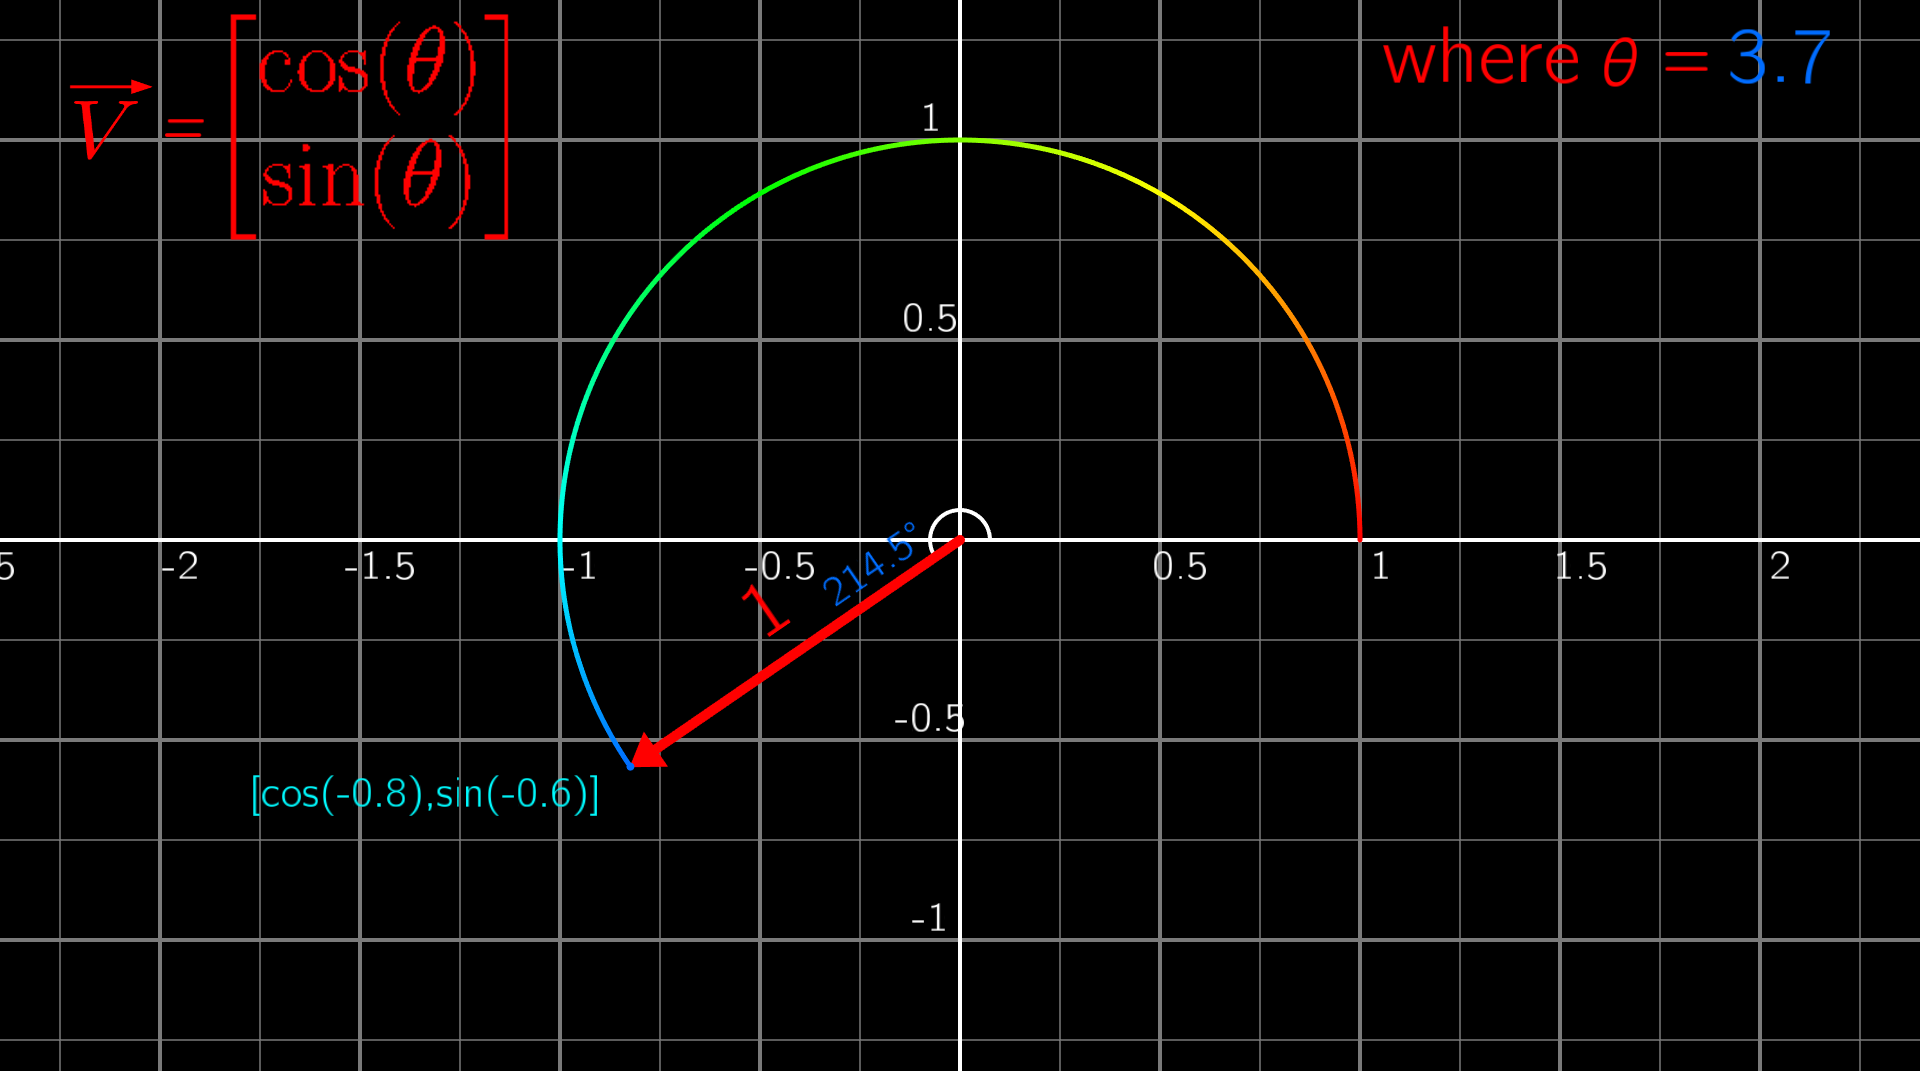 V = [cos(θ)
sin(θ)]
where θ = 3.7
1
0.5
5 -2 -1.5 -1 -0.5 0.5 1 1.5 2
214.5°
1
-0.5
[cos(-0.8),sin(-0.6)]
-1